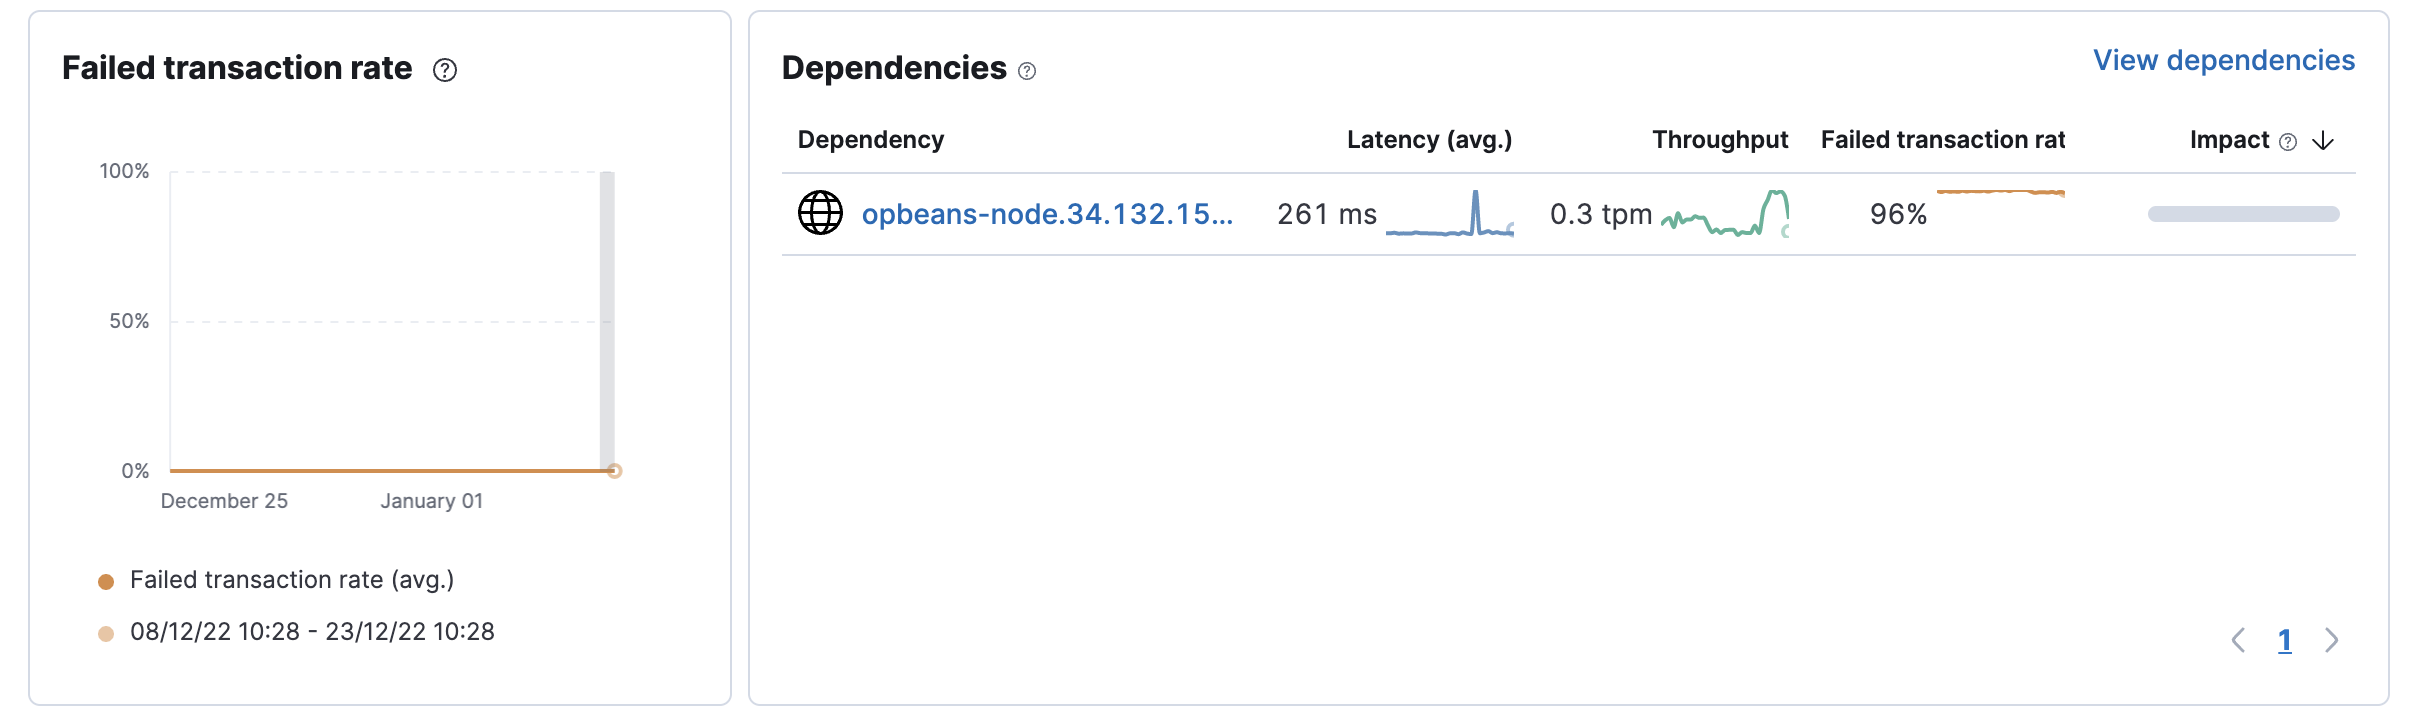 Failed transaction rate
100%
50%
0%
December 25 January 01
Failed transaction rate (avg.)
08/12/22 10:28 - 23/12/22 10:28
Dependencies
View dependencies
Dependency Latency (avg.) Throughput Failed transaction rat Impact
opbeans-node.34.132.15... 261 ms 0.3 tpm 96%
1